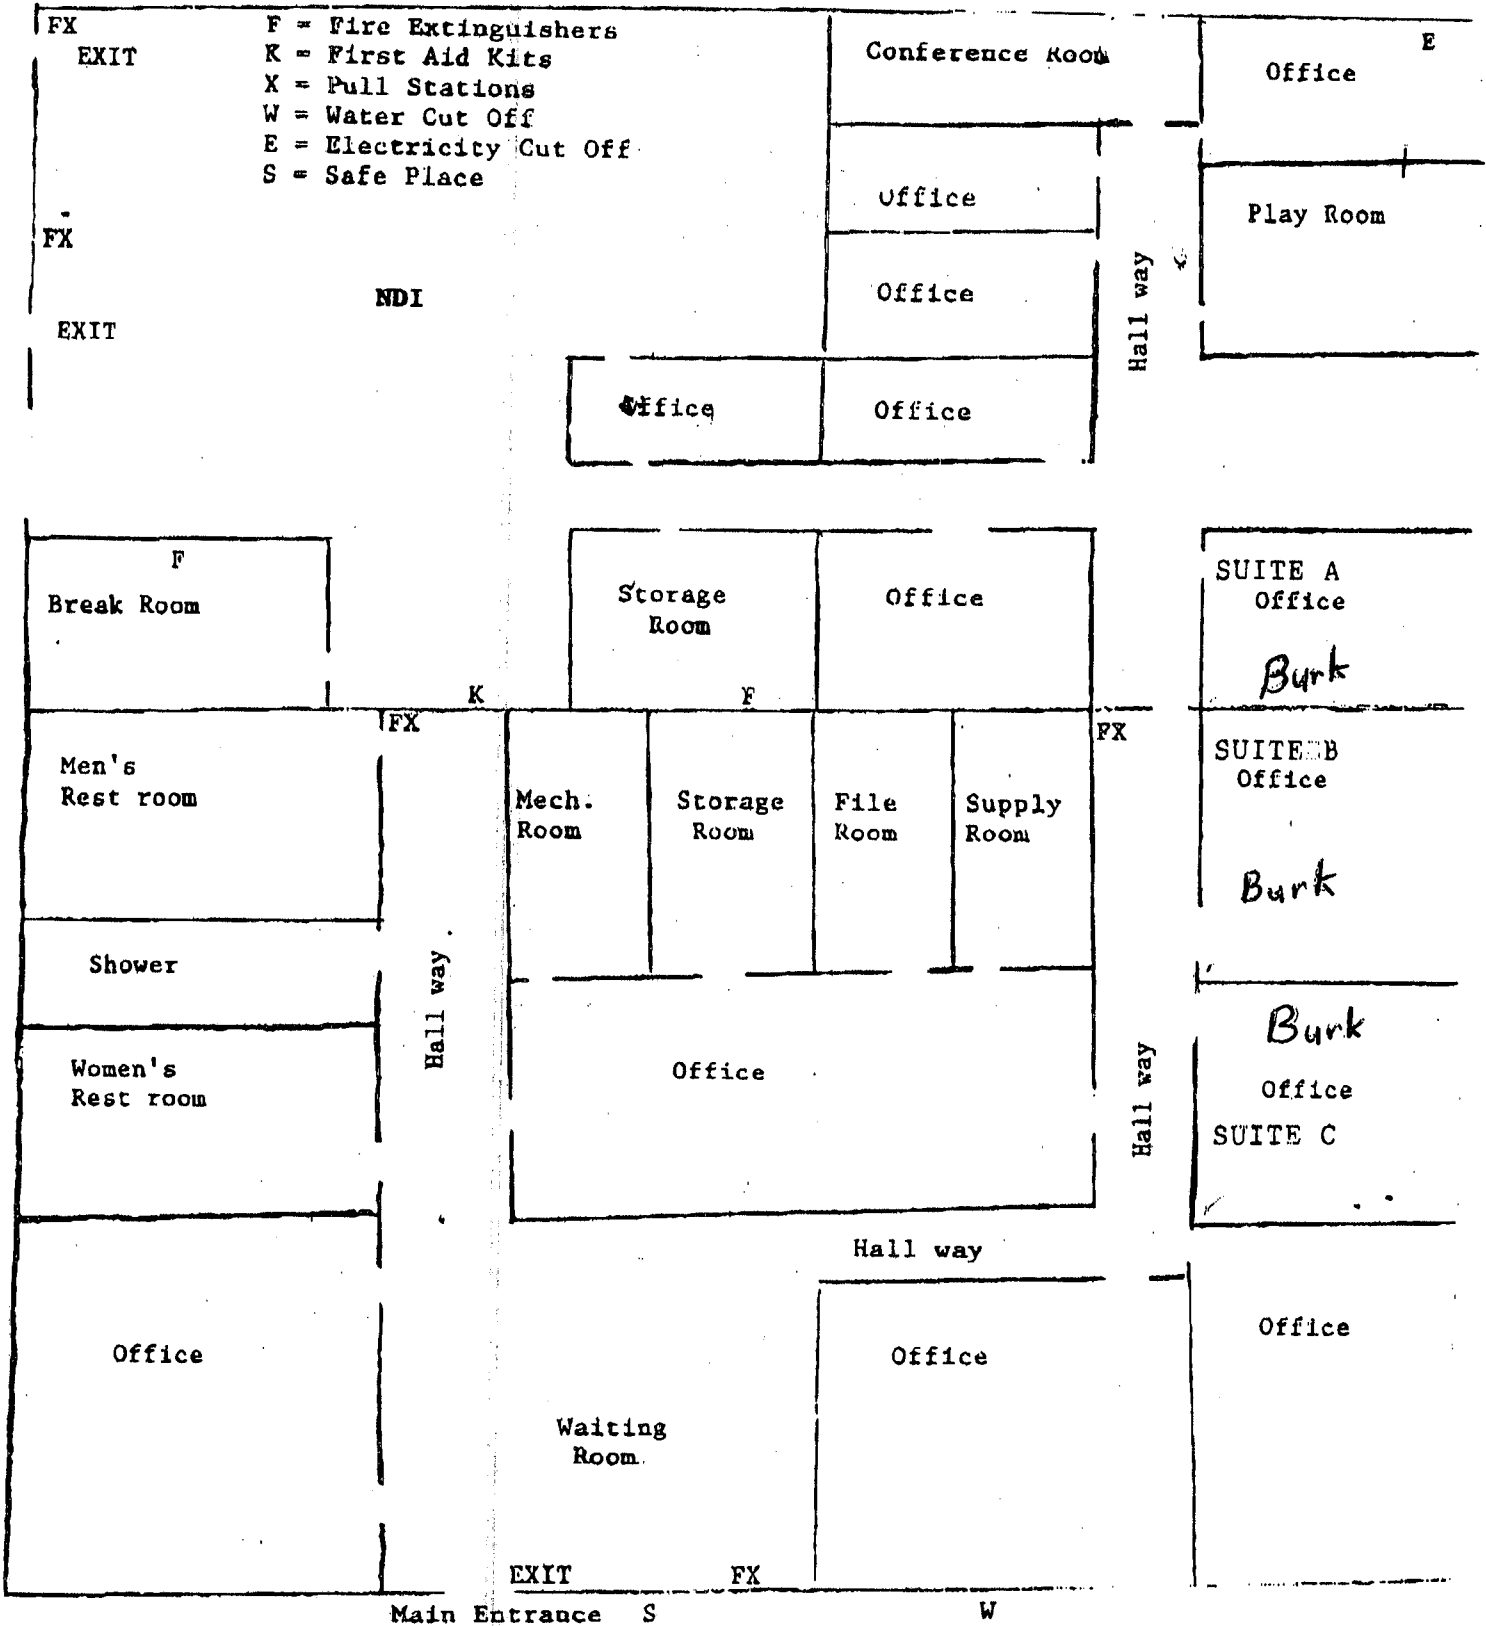 FX
EXIT
F = Fire Extinguishers
K = First Aid Kits
X = Pull Stations
W = Water Cut Off
E = Electricity Cut Off
S = Safe Place
Conference Room
E
Office
Office
Play Room
FX
NDI
EXIT
Office
Hall way
Office
Office
F
Break Room
Storage
Room
Office
SUITE A
Office
Burk
K
F
FX
FX
Men's
Rest room
SUITE B
Office
Mech.
Room
Storage
Room
File
Room
Supply
Room
Burk
Shower
Hall way
Women's
Rest room
Office
Hall way
Burk
Office
SUITE C
Hall way
Office
Office
Office
Waiting
Room
EXIT
FX
Main Entrance
S
W